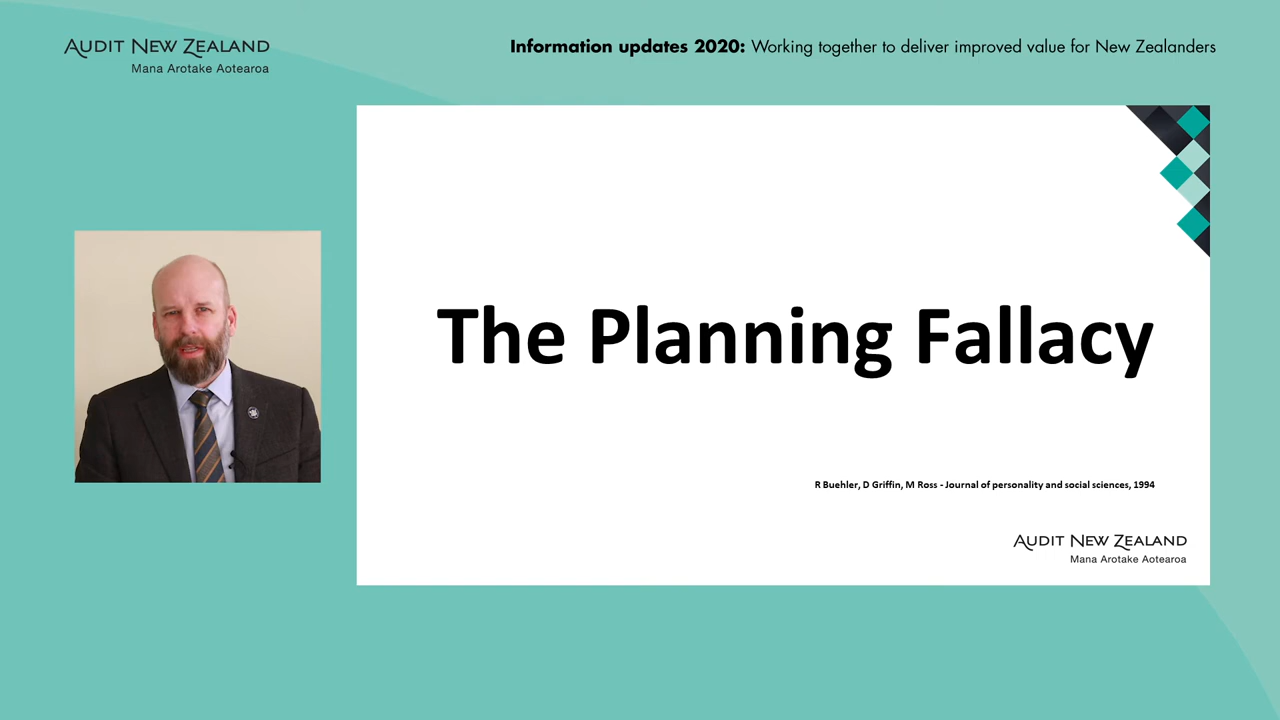 AUDIT NEW ZEALAND
Mana Arotake Aotearoa
Information updates 2020: Working together to deliver improved value for New Zealanders
The Planning Fallacy
R Buehler, D Griffin, M Ross - Journal of personality and social sciences, 1994
AUDIT NEW ZEALAND
Mana Arotake Aotearoa